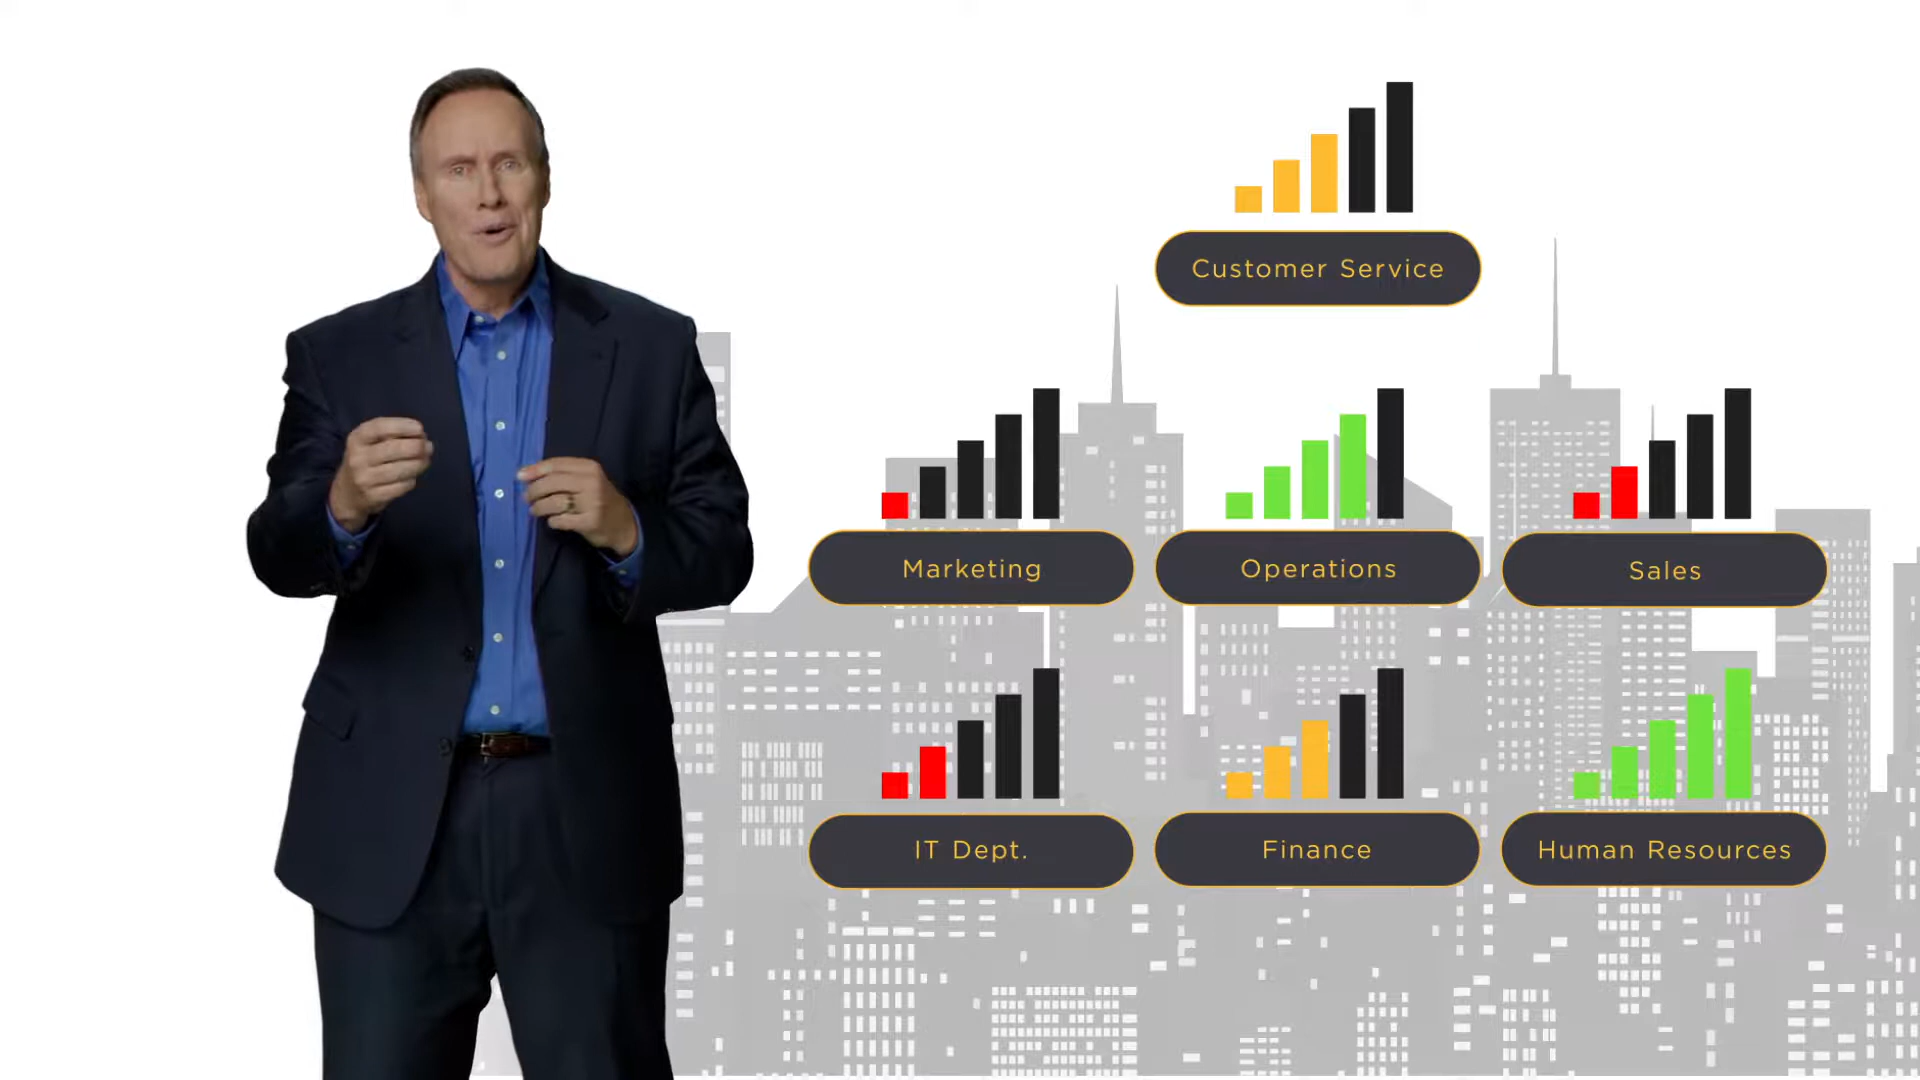 Customer Service
Marketing
Operations
Sales
IT Dept.
Finance
Human Resources